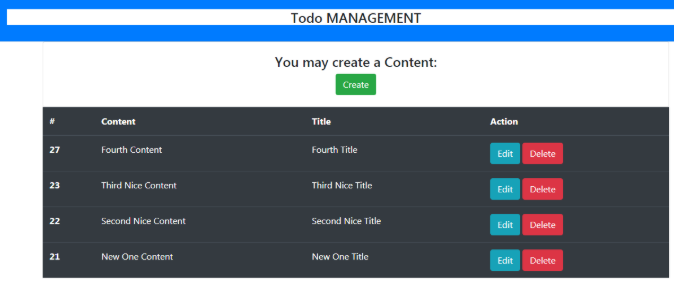 Todo MANAGEMENT
You may create a Content:
Create
# Content Title Action
27 Fourth Content Fourth Title Edit Delete
23 Third Nice Content Third Nice Title Edit Delete
22 Second Nice Content Second Nice Title Edit Delete
21 New One Content New One Title Edit Delete